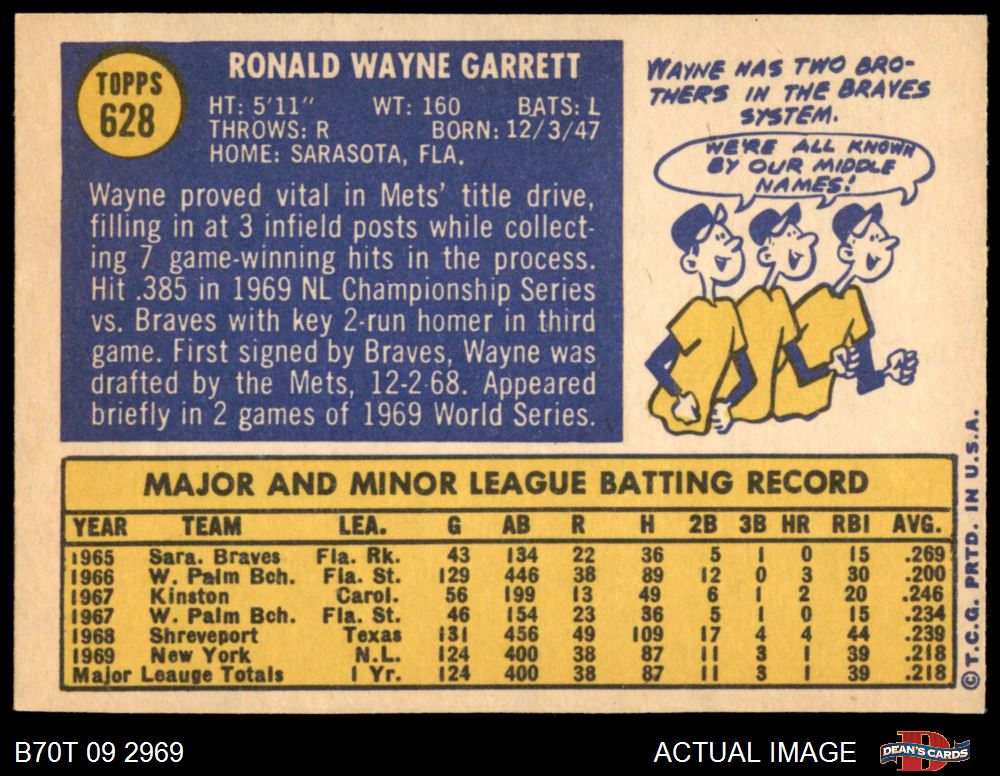 TOPPS
628
RONALD WAYNE GARRETT
HT: 5'11" WT: 160 BATS: L
THROWS: R BORN: 12/3/47
HOME: SARASOTA, FLA.
Wayne proved vital in Mets' title drive,
filling in at 3 infield posts while collect-
ing 7 game-winning hits in the process.
Hit .385 in 1969 NL Championship Series
vs. Braves with key 2-run homer in third
game. First signed by Braves, Wayne was
drafted by the Mets, 12-2-68. Appeared
briefly in 2 games of 1969 World Series.
WAYNE HAS TWO BRO-
THERS IN THE BRAVES
SYSTEM.
WE'RE ALL KNOWN
BY OUR MIDDLE
NAMES!
MAJOR AND MINOR LEAGUE BATTING RECORD
YEAR TEAM LEA. G AB R H 2B 3B HR RBI AVG.
1965 Sara. Braves Fla. Rk. 43 134 22 36 5 1 0 15 .269
1966 W. Palm Bch. Fla. St. 129 446 38 89 12 0 3 30 .200
1967 Kinston Carol. 56 199 13 49 6 1 2 20 .246
1967 W. Palm Bch. Fla. St. 46 154 23 36 5 1 0 15 .234
1968 Shreveport Texas 131 456 49 109 17 4 4 44 .239
1969 New York N.L. 124 400 38 87 11 3 1 39 .218
Major Leauge Totals 1 Yr. 124 400 38 87 11 3 1 39 .218
© T.C.G. PRTD. IN U.S.A.
B70T 09 2969
ACTUAL IMAGE
D
DEAN'S CARDS